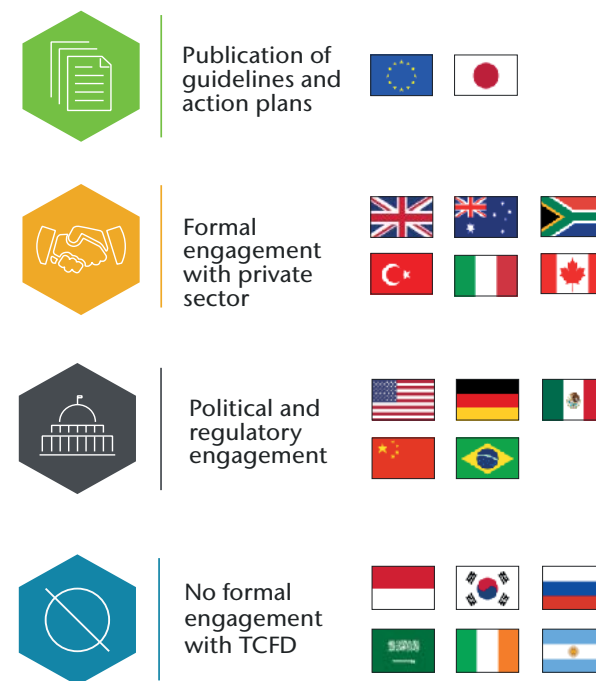 Publication of
guidelines and
action plans
Formal
engagement
with private
sector
Political and
regulatory
engagement
No formal
engagement
with TCFD